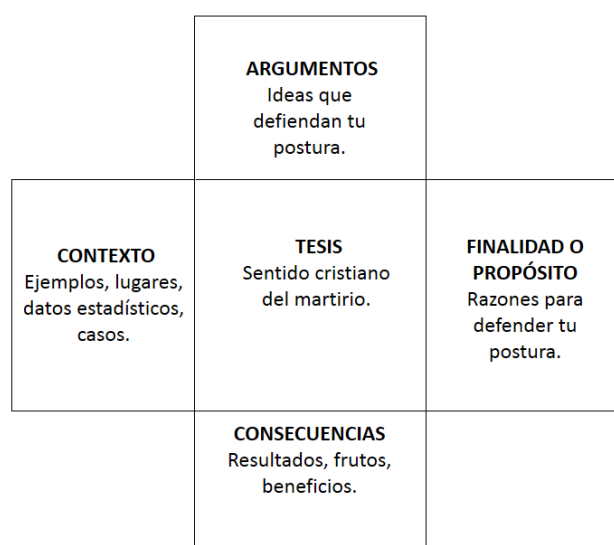 ARGUMENTOS
Ideas que
defiendan tu
postura.
CONTEXTO
Ejemplos, lugares,
datos estadísticos,
casos.
TESIS
Sentido cristiano
del martirio.
FINALIDAD O
PROPÓSITO
Razones para
defender tu
postura.
CONSECUENCIAS
Resultados, frutos,
beneficios.